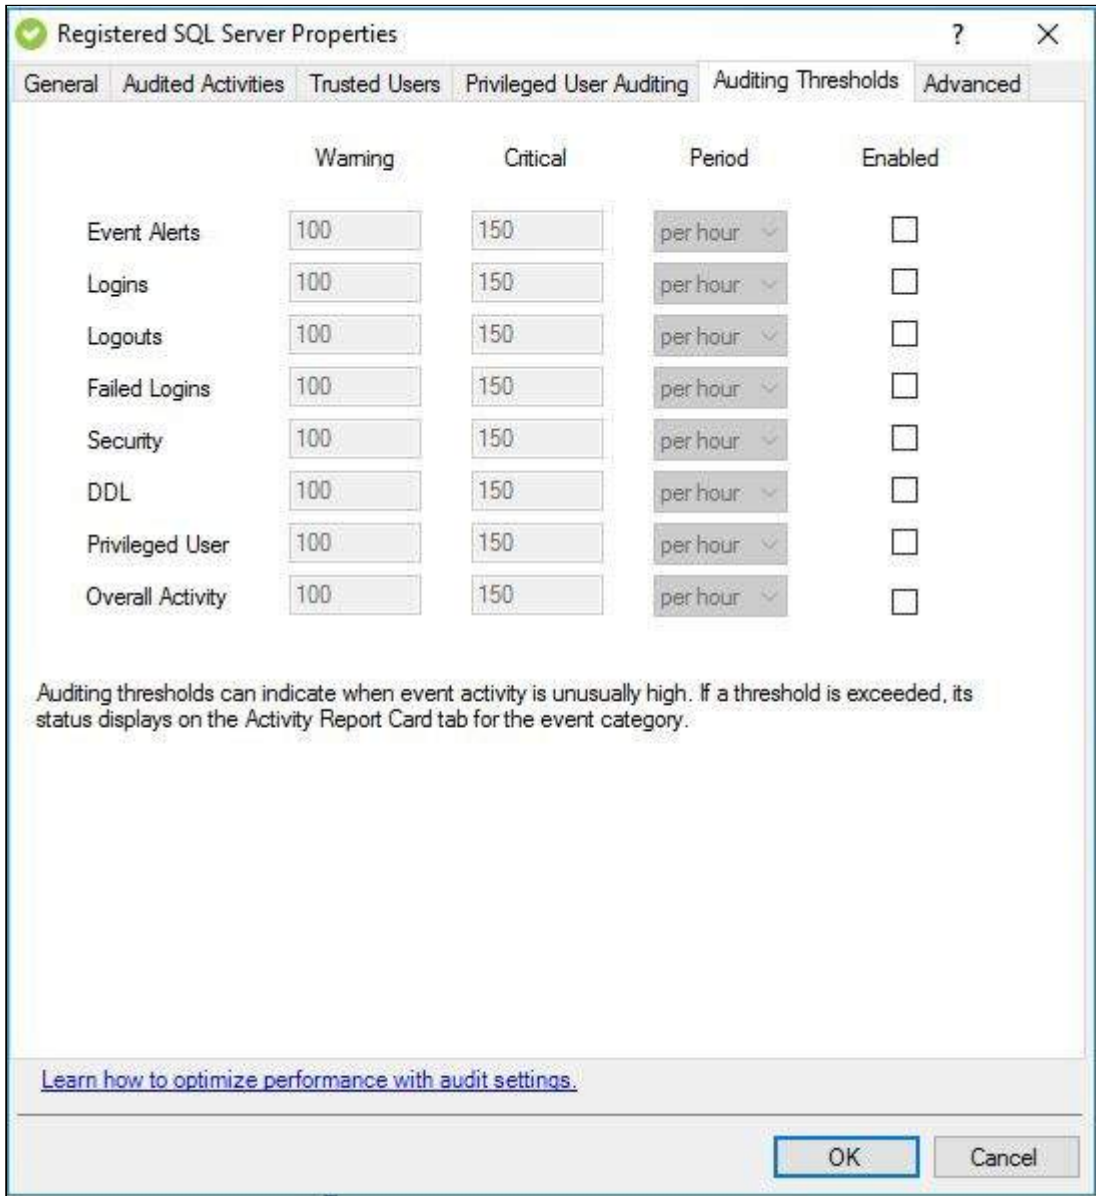 Registered SQL Server Properties ? X
General Audited Activities Trusted Users Privileged User Auditing Auditing Thresholds Advanced
Warning Critical Period Enabled
Event Alerts 100 150 per hour
Logins 100 150 per hour
Logouts 100 150 per hour
Failed Logins 100 150 per hour
Security 100 150 per hour
DDL 100 150 per hour
Privileged User 100 150 per hour
Overall Activity 100 150 per hour
Auditing thresholds can indicate when event activity is unusually high. If a threshold is exceeded, its
status displays on the Activity Report Card tab for the event category.
Learn how to optimize performance with audit settings.
OK Cancel